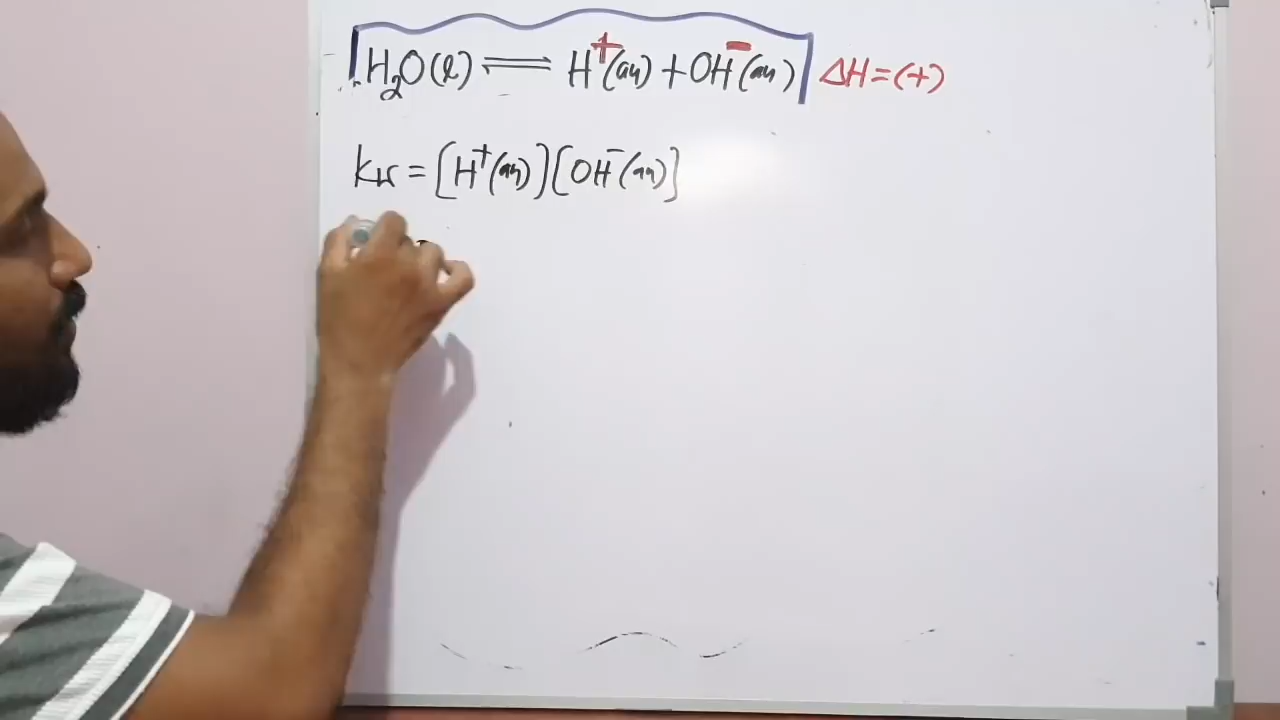 H₂O(l) ⇌ H⁺(aq) + OH⁻(aq) ΔH=(+)
Kw = [H⁺(aq)][OH⁻(aq)]